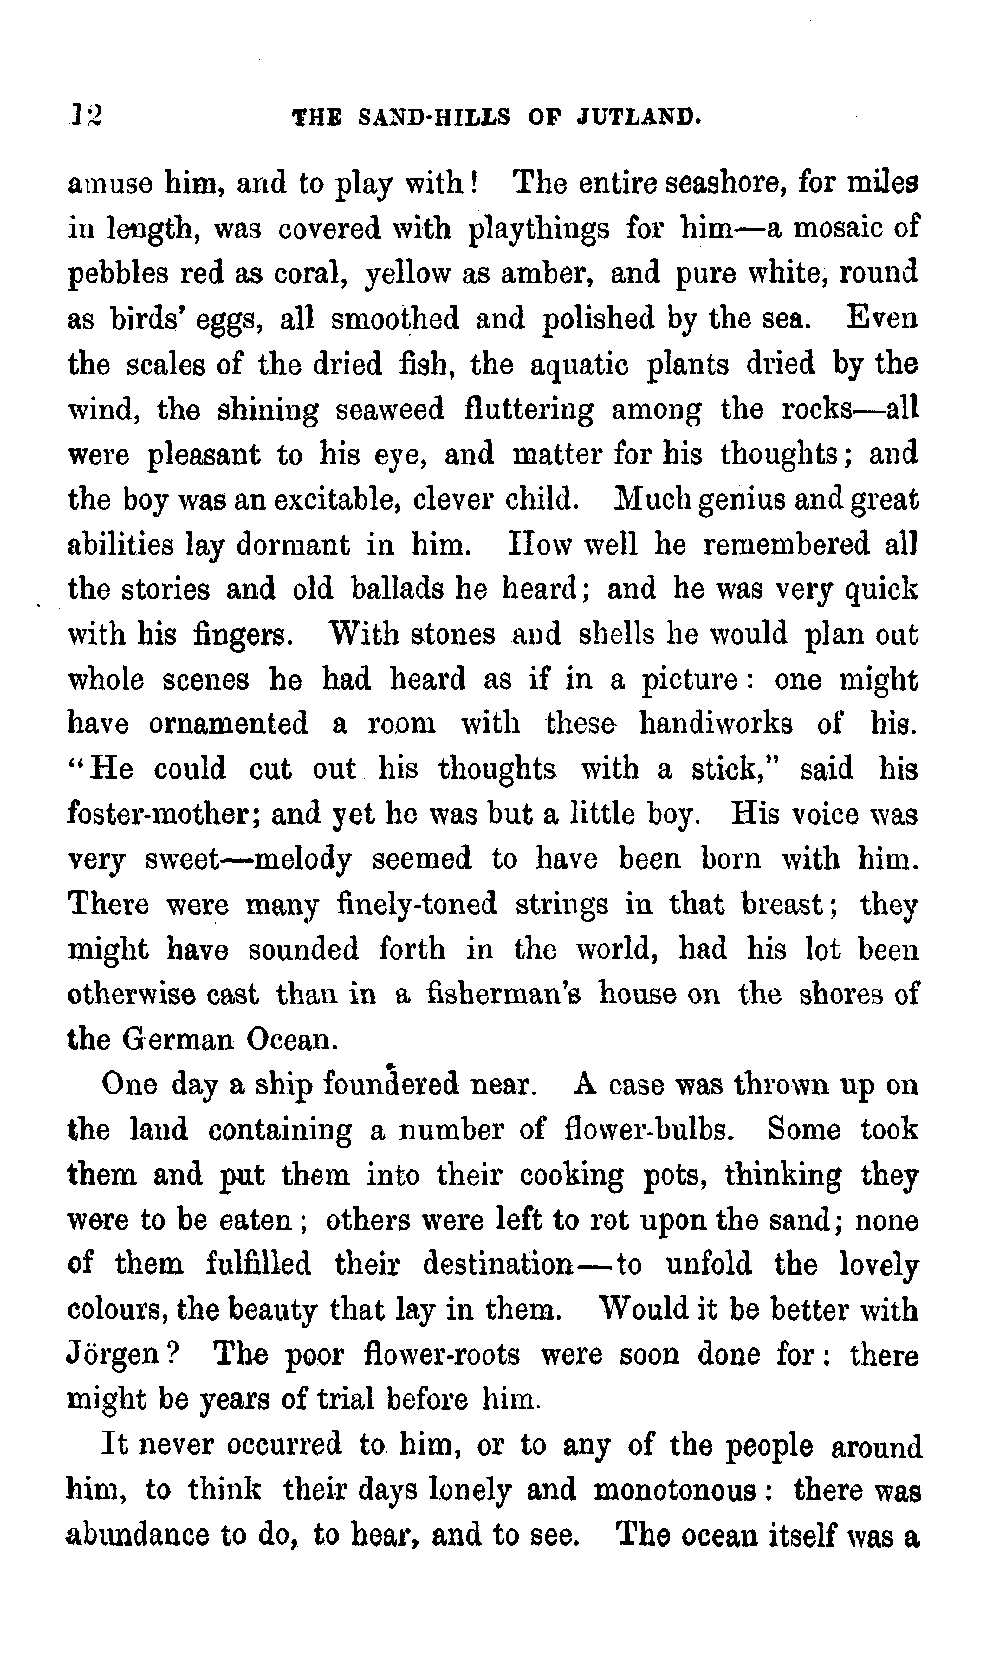 12 THE SAND-HILLS OF JUTLAND.
amuse him, and to play with! The entire seashore, for miles
in length, was covered with playthings for him—a mosaic of
pebbles red as coral, yellow as amber, and pure white, round
as birds' eggs, all smoothed and polished by the sea. Even
the scales of the dried fish, the aquatic plants dried by the
wind, the shining seaweed fluttering among the rocks—all
were pleasant to his eye, and matter for his thoughts; and
the boy was an excitable, clever child. Much genius and great
abilities lay dormant in him. How well he remembered all
the stories and old ballads he heard; and he was very quick
with his fingers. With stones and shells he would plan out
whole scenes he had heard as if in a picture: one might
have ornamented a room with these handiworks of his.
"He could cut out his thoughts with a stick," said his
foster-mother; and yet he was but a little boy. His voice was
very sweet—melody seemed to have been born with him.
There were many finely-toned strings in that breast; they
might have sounded forth in the world, had his lot been
otherwise cast than in a fisherman's house on the shores of
the German Ocean.
One day a ship foundered near. A case was thrown up on
the land containing a number of flower-bulbs. Some took
them and put them into their cooking pots, thinking they
were to be eaten; others were left to rot upon the sand; none
of them fulfilled their destination—to unfold the lovely
colours, the beauty that lay in them. Would it be better with
Jörgen? The poor flower-roots were soon done for: there
might be years of trial before him.
It never occurred to him, or to any of the people around
him, to think their days lonely and monotonous: there was
abundance to do, to hear, and to see. The ocean itself was a